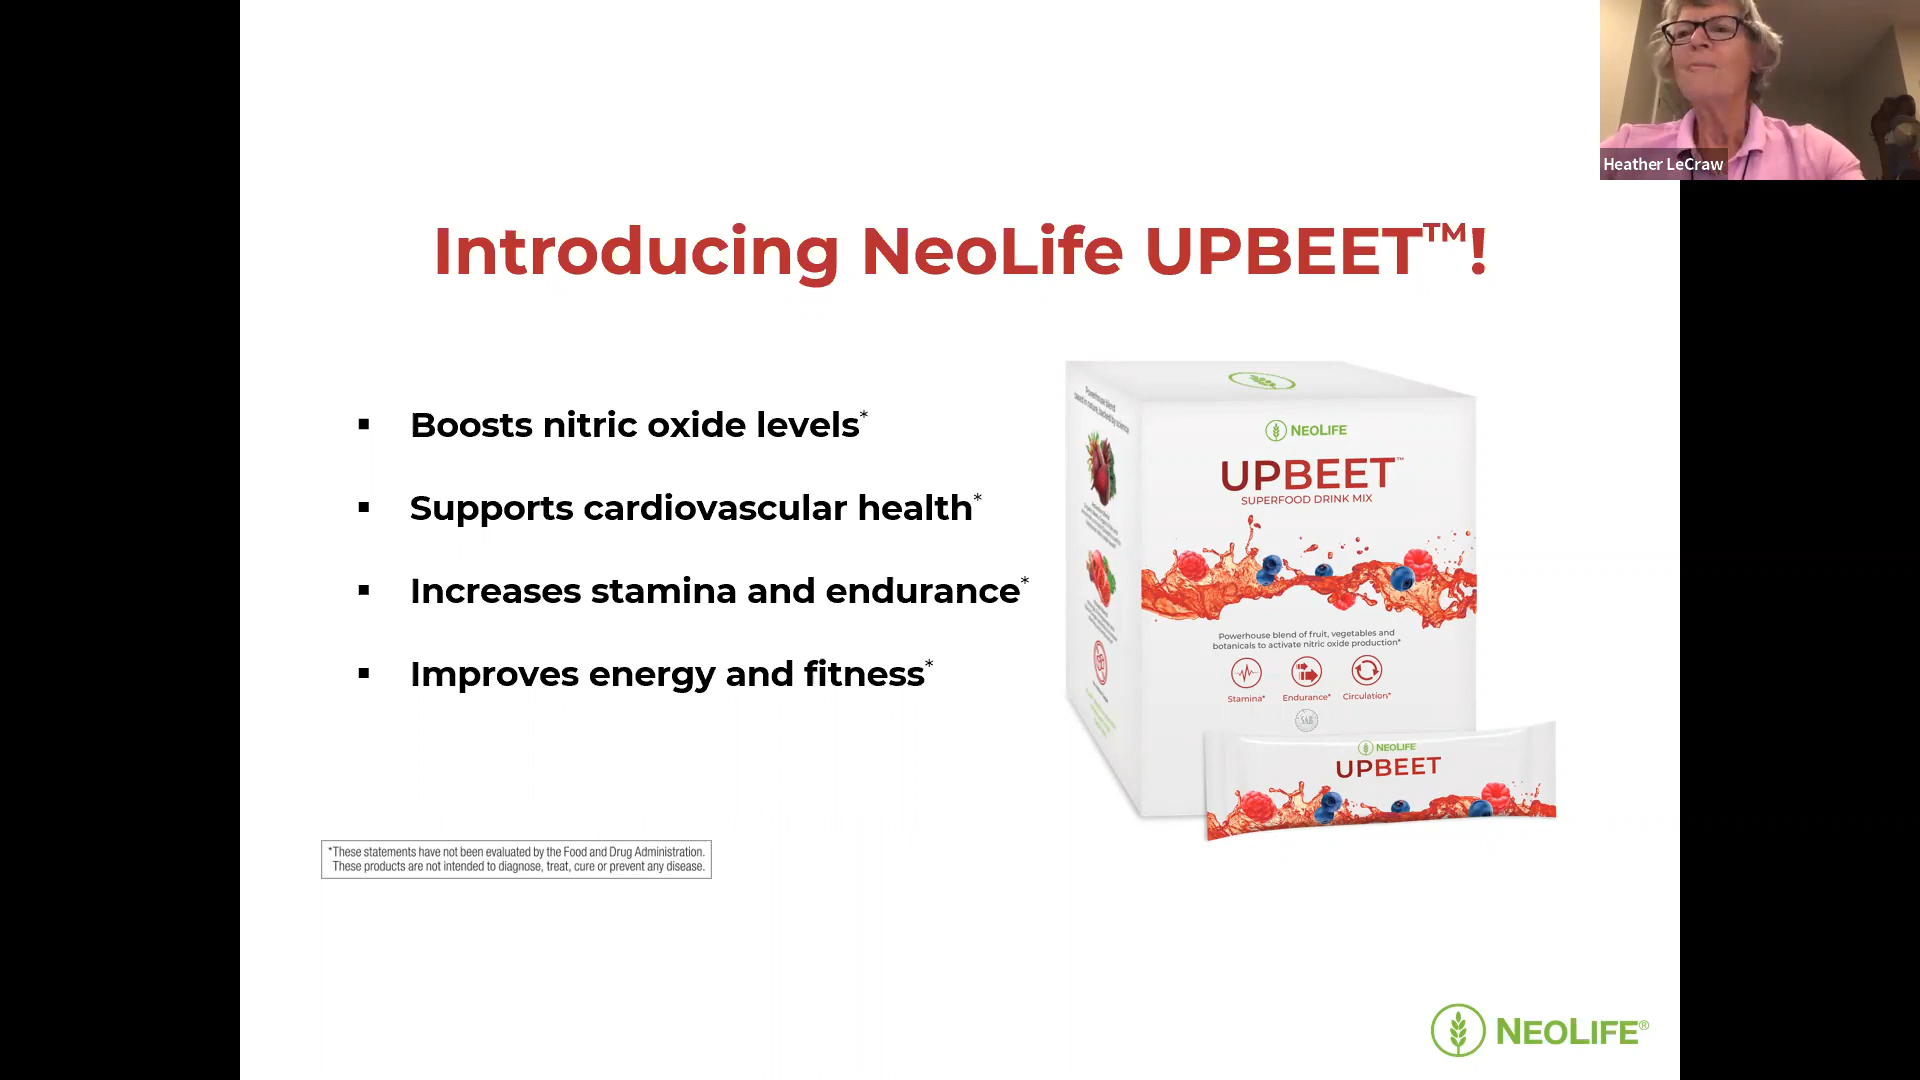 Heather LeCraw
Introducing NeoLife UPBEET™!
▪ Boosts nitric oxide levels*
▪ Supports cardiovascular health*
▪ Increases stamina and endurance*
▪ Improves energy and fitness*
NEOLIFE
UPBEET™
SUPERFOOD DRINK MIX
Powerhouse blend of fruit, vegetables and
botanicals to activate nitric oxide production*
Stamina* Endurance* Circulation*
NEOLIFE
UPBEET
*These statements have not been evaluated by the Food and Drug Administration.
These products are not intended to diagnose, treat, cure or prevent any disease.
NEOLIFE®